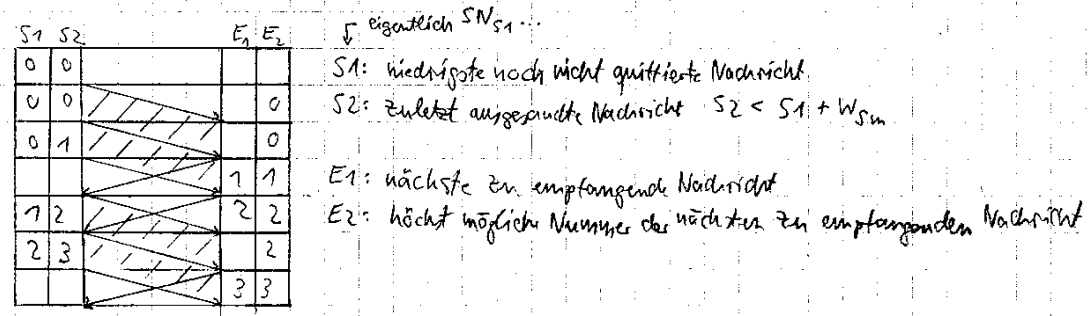 S1 S2 E1 E2 eigentlich SN_S1 ...
0 0 S1: niedrigste noch nicht quittierte Nachricht
0 0 0 S2: zuletzt ausgesandte Nachricht S2 < S1 + W_Sm
0 1 0
1 1 E1: nächste zu empfangende Nachricht
1 2 2 2 E2: höchst mögliche Nummer der nächsten zu empfangenden Nachricht
2 3 2
3 3